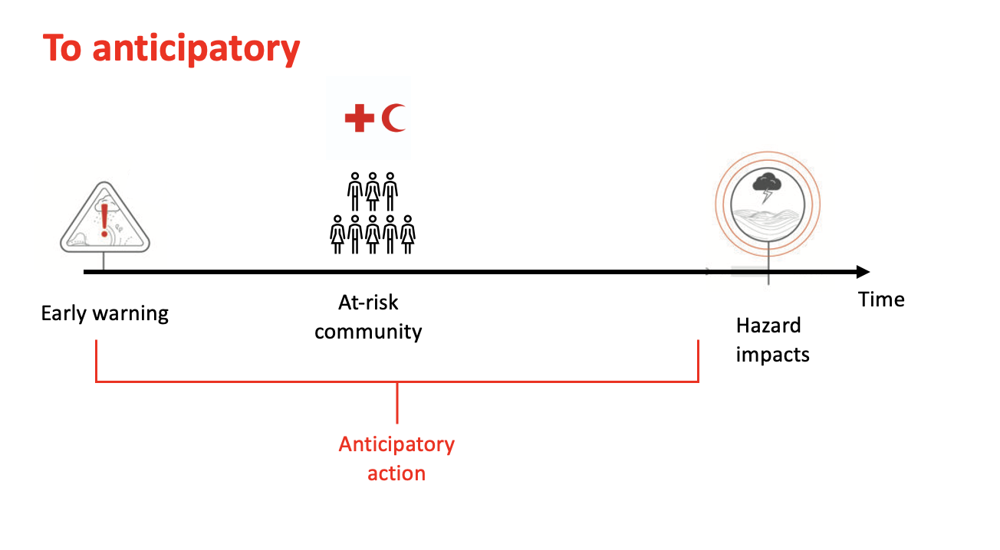 To anticipatory
Early warning
At-risk
community
Time
Hazard
impacts
Anticipatory
action